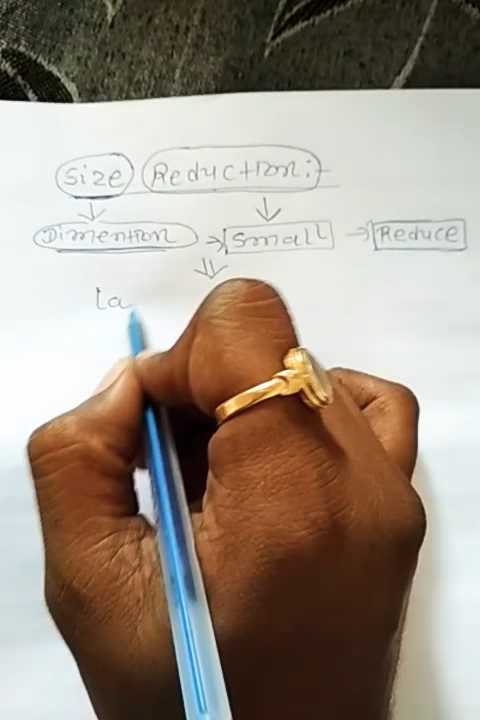 Size Reduction:-
Dimention → Small → Reduce
La